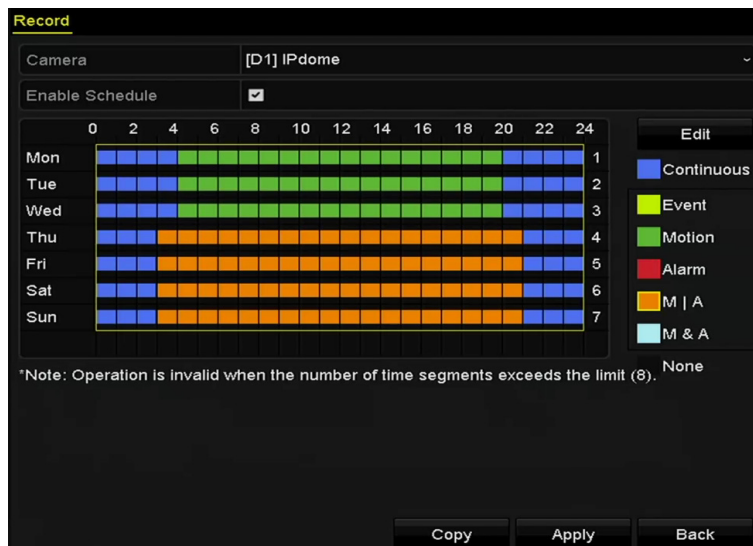 Record
Camera [D1] IPdome
Enable Schedule
0 2 4 6 8 10 12 14 16 18 20 22 24
Edit
Mon 1
Continuous
Tue 2
Wed 3
Event
Thu 4
Motion
Fri 5
Alarm
Sat 6
M | A
Sun 7
M & A
None
*Note: Operation is invalid when the number of time segments exceeds the limit (8).
Copy Apply Back